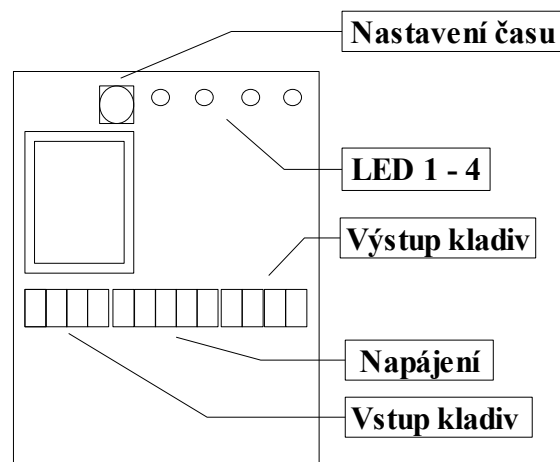 Nastavení času
LED 1 - 4
Výstup kladiv
Napájení
Vstup kladiv